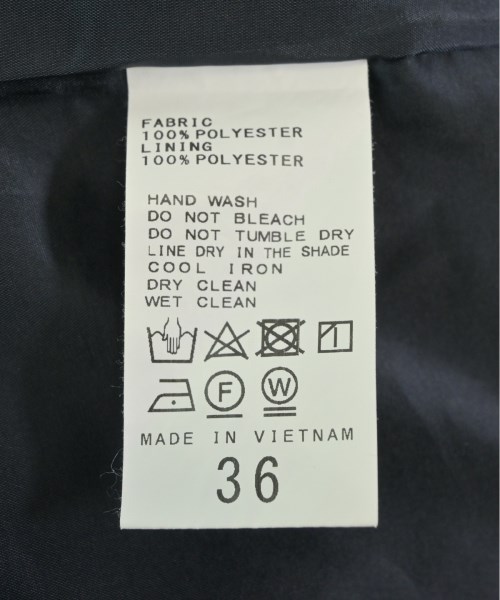 FABRIC
100% POLYESTER
LINING
100% POLYESTER
HAND WASH
DO NOT BLEACH
DO NOT TUMBLE DRY
LINE DRY IN THE SHADE
COOL IRON
DRY CLEAN
WET CLEAN
F W
MADE IN VIETNAM
36